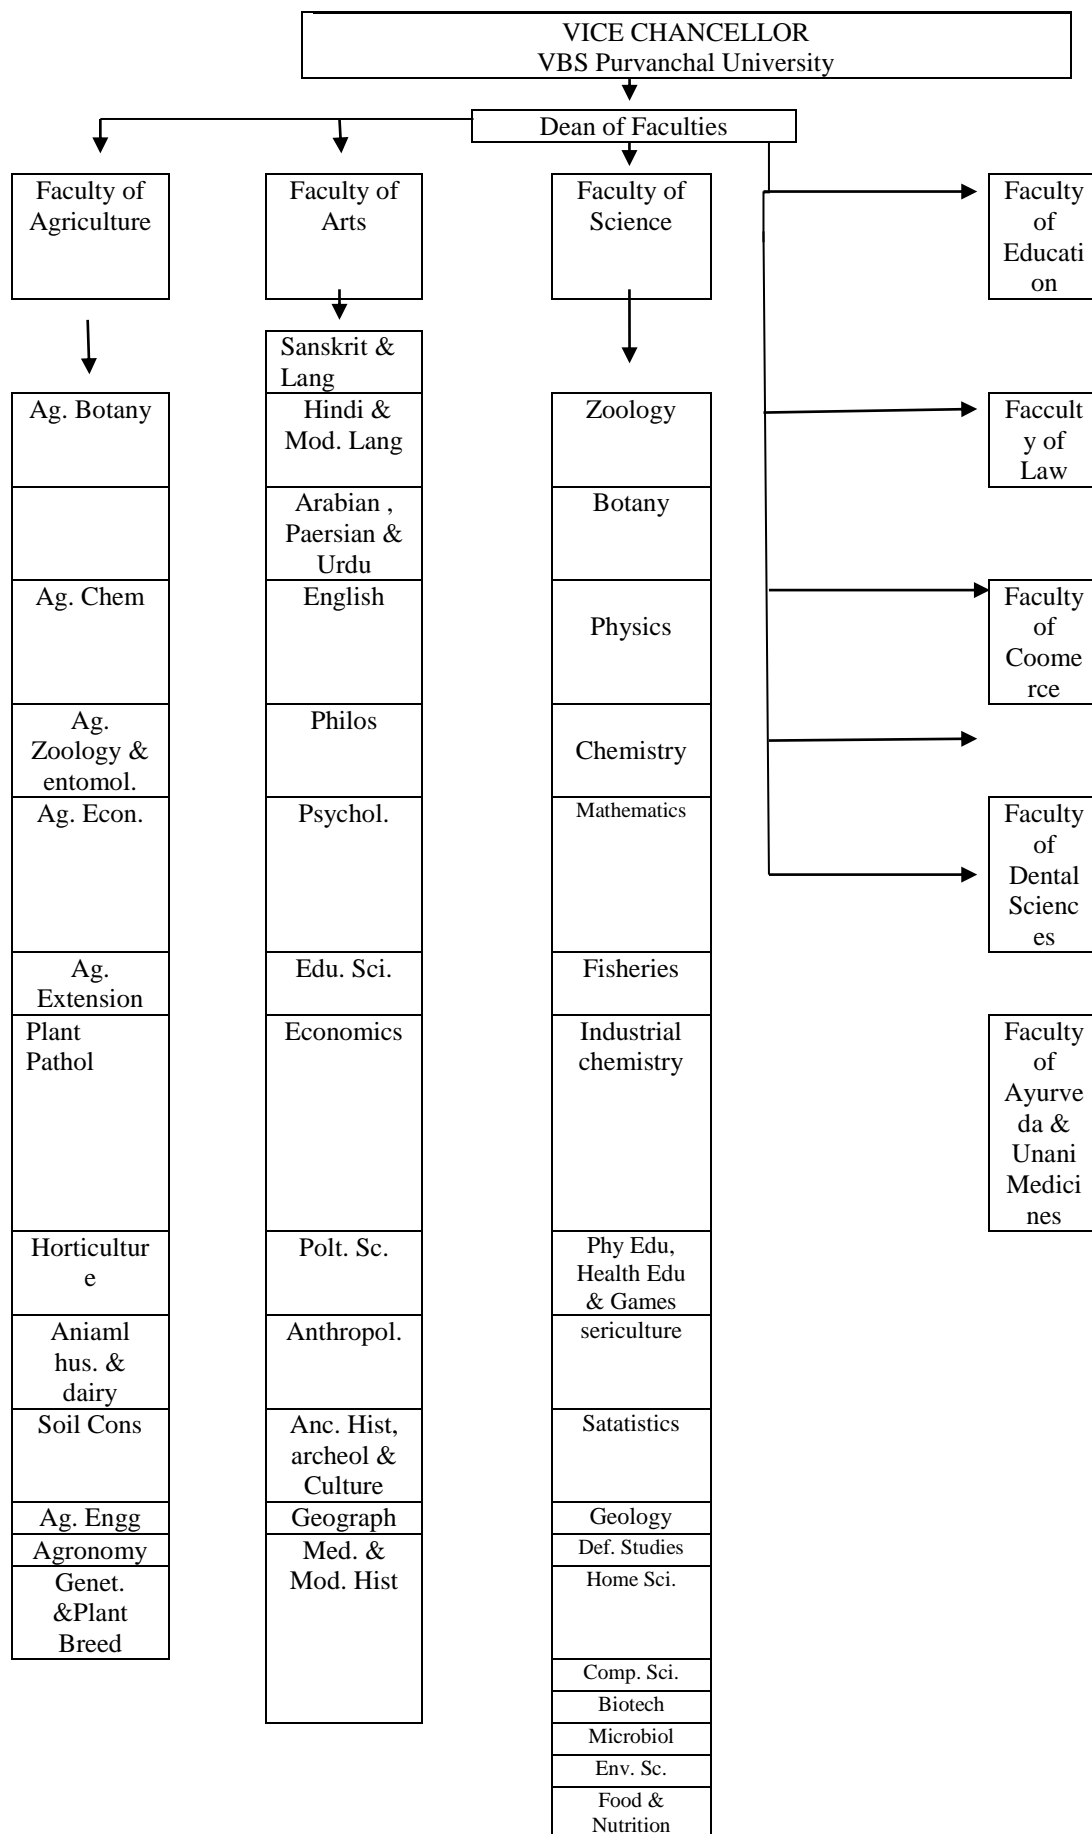 VICE CHANCELLOR
VBS Purvanchal University
Dean of Faculties
Faculty of
Agriculture
Faculty of
Arts
Faculty of
Science
Faculty
of
Educati
on
Sanskrit &
Lang
Ag. Botany
Hindi &
Mod. Lang
Zoology
Faccult
y of
Law
Arabian ,
Paersian &
Urdu
Botany
Ag. Chem
English
Physics
Faculty
of
Coome
rce
Ag.
Zoology &
entomol.
Philos
Chemistry
Ag. Econ.
Psychol.
Mathematics
Faculty
of
Dental
Scienc
es
Ag.
Extension
Edu. Sci.
Fisheries
Plant
Pathol
Economics
Industrial
chemistry
Faculty
of
Ayurve
da &
Unani
Medici
nes
Horticultur
e
Polt. Sc.
Phy Edu,
Health Edu
& Games
Aniaml
hus. &
dairy
Anthropol.
sericulture
Soil Cons
Anc. Hist,
archeol &
Culture
Satatistics
Ag. Engg
Geograph
Geology
Agronomy
Med. &
Mod. Hist
Def. Studies
Genet.
&Plant
Breed
Home Sci.
Comp. Sci.
Biotech
Microbiol
Env. Sc.
Food &
Nutrition